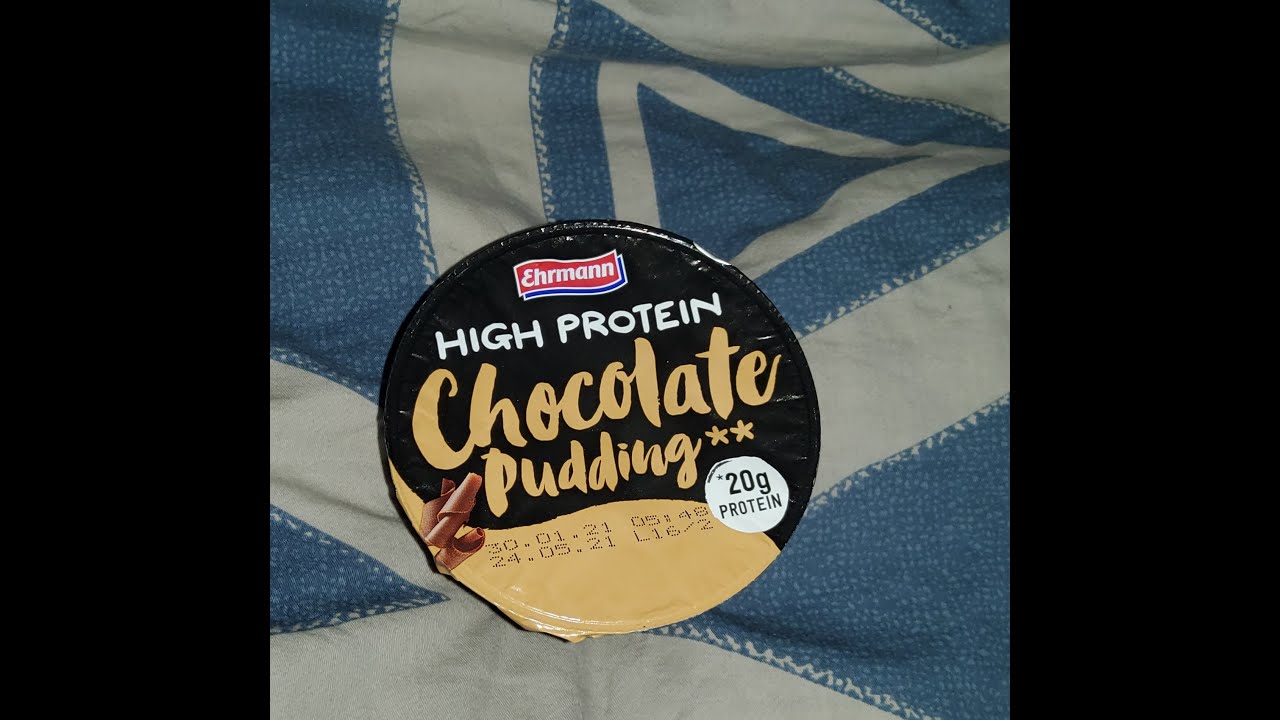 Ehrmann
HIGH PROTEIN
Chocolate
Pudding**
*20g
PROTEIN
30.01.21 05:48
24.05.21 L16/2